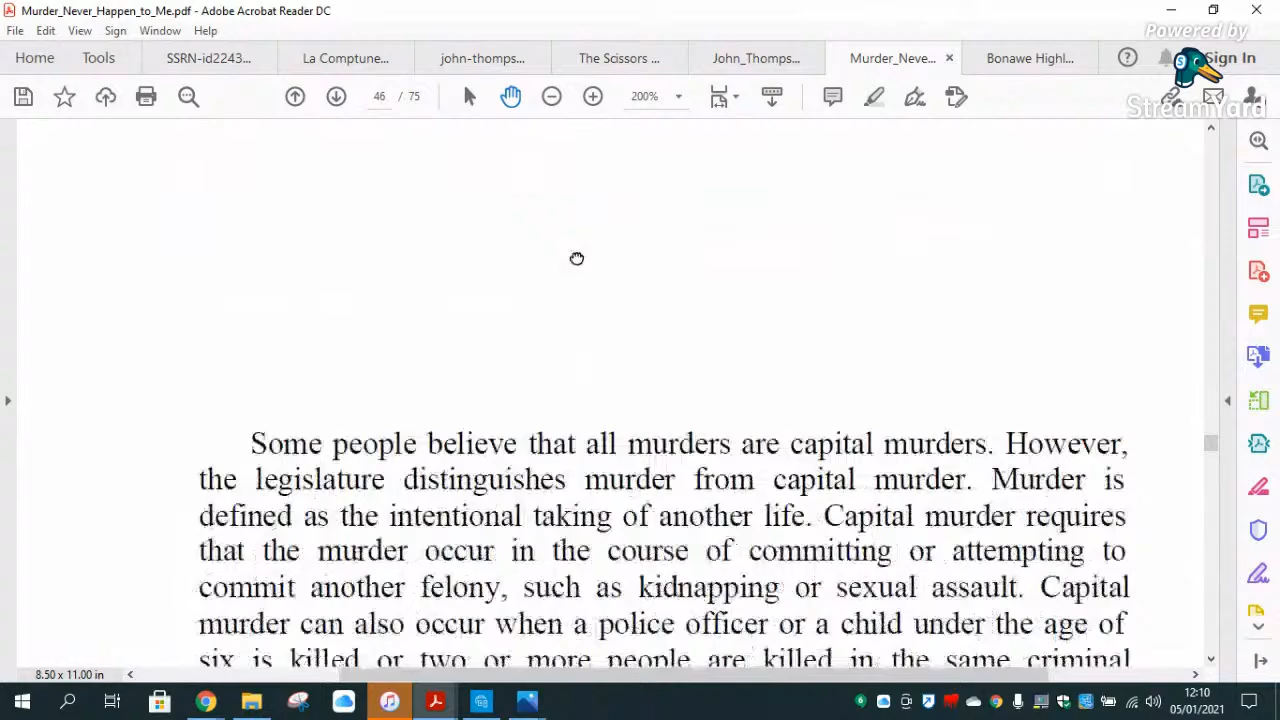 Murder_Never_Happen_to_Me.pdf - Adobe Acrobat Reader DC
File Edit View Sign Window Help
Powered by
Home Tools SSRN-id2243... La Comptune... john-thomps... The Scissors ... John_Thomps... Murder_Neve... Bonawe Highl... Sign In
46 / 75 200%
StreamYard
Some people believe that all murders are capital murders. However,
the legislature distinguishes murder from capital murder. Murder is
defined as the intentional taking of another life. Capital murder requires
that the murder occur in the course of committing or attempting to
commit another felony, such as kidnapping or sexual assault. Capital
murder can also occur when a police officer or a child under the age of
six is killed or two or more people are killed in the same criminal
8.50 x 11.00 in
12:10
05/01/2021